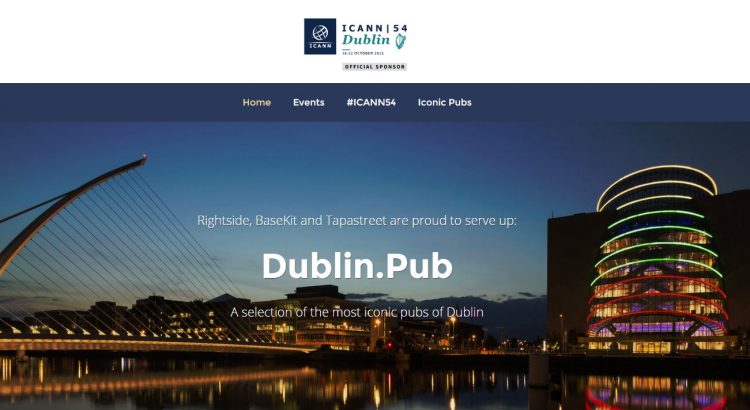 ICANN|54
Dublin
ICANN
18-22 OCTOBER 2015
OFFICIAL SPONSOR
Home Events #ICANN54 Iconic Pubs
Rightside, BaseKit and Tapastreet are proud to serve up:
Dublin.Pub
A selection of the most iconic pubs of Dublin